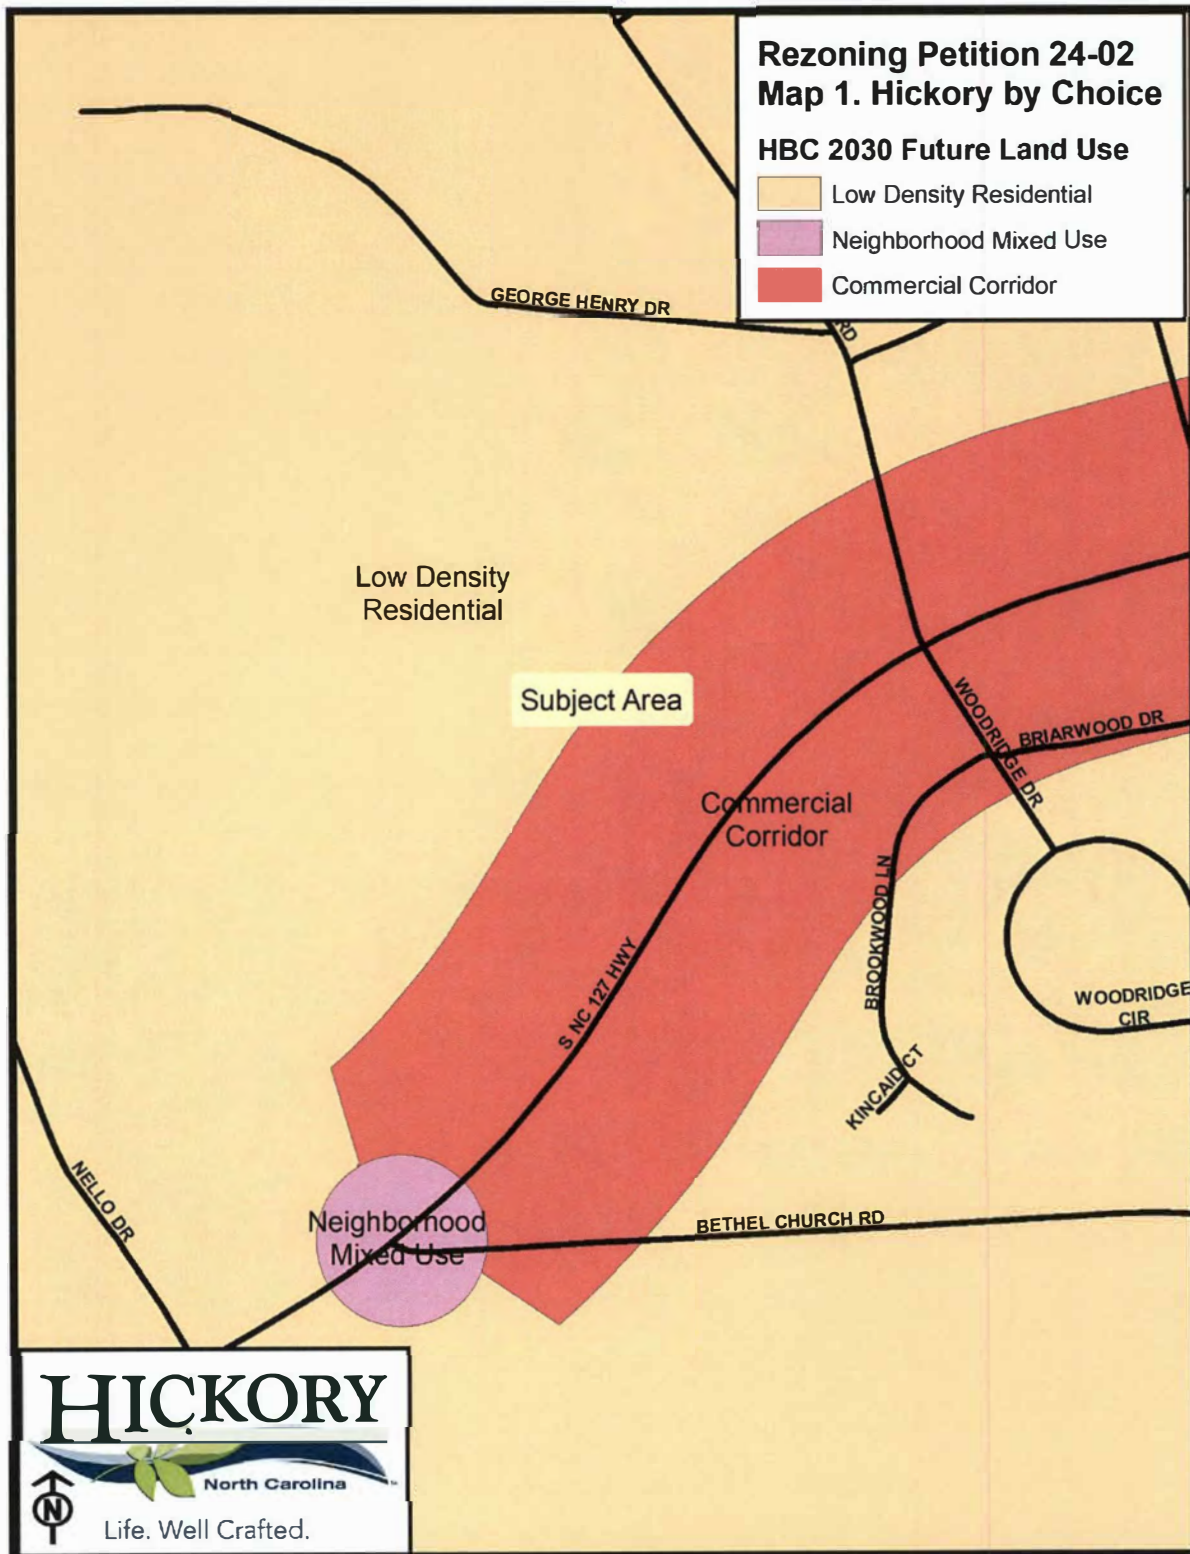 Rezoning Petition 24-02
Map 1. Hickory by Choice
HBC 2030 Future Land Use
Low Density Residential
Neighborhood Mixed Use
Commercial Corridor
GEORGE HENRY DR
RD
Low Density
Residential
Subject Area
WOODRIDGE DR
BRIARWOOD DR
Commercial
Corridor
BROOKWOOD LN
S NC 127 HWY
WOODRIDGE
CIR
KINCAID CT
NELLO DR
Neighborhood
Mixed Use
BETHEL CHURCH RD
HICKORY
North Carolina
N
Life. Well Crafted.